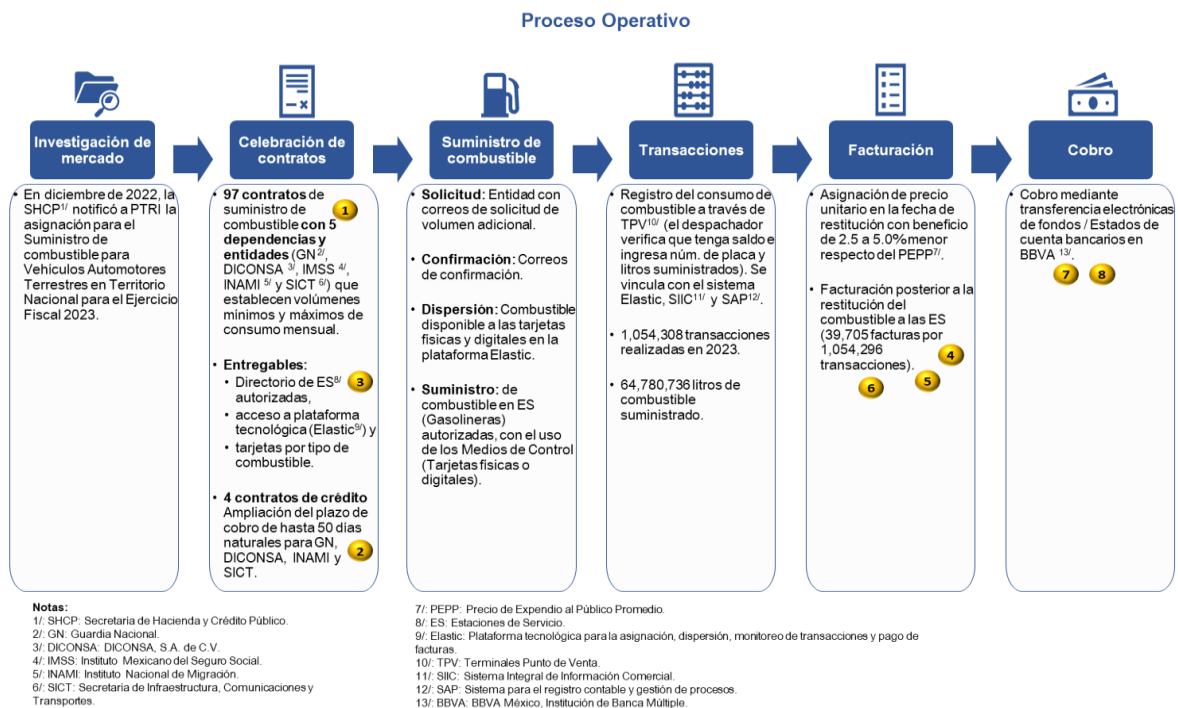 Proceso Operativo
Investigación de
mercado
Celebración de
contratos
Suministro de
combustible
Transacciones
Facturación
Cobro
• En diciembre de 2022, la
SHCP1/ notificó a PTRI la
asignación para el
Suministro de
combustible para
Vehículos Automotores
Terrestres en Territorio
Nacional para el Ejercicio
Fiscal 2023.
• 97 contratos de
suministro de
combustible con 5
dependencias y
entidades (GN2/,
DICONSA 3/, IMSS 4/,
INAMI 5/ y SICT 6/) que
establecen volúmenes
mínimos y máximos de
consumo mensual.
1
• Entregables:
• Directorio de ES8/
autorizadas,
3
• acceso a plataforma
tecnológica (Elastic9/) y
• tarjetas por tipo de
combustible.
• 4 contratos de crédito
Ampliación del plazo de
cobro de hasta 50 días
naturales para GN,
DICONSA, INAMI y
SICT.
2
• Solicitud: Entidad con
correos de solicitud de
volumen adicional.
• Confirmación: Correos
de confirmación.
• Dispersión: Combustible
disponible a las tarjetas
físicas y digitales en la
plataforma Elastic.
• Suministro: de
combustible en ES
(Gasolineras)
autorizadas, con el uso
de los Medios de Control
(Tarjetas físicas o
digitales).
• Registro del consumo de
combustible a través de
TPV10/ (el despachador
verifica que tenga saldo e
ingresa núm. de placa y
litros suministrados). Se
vincula con el sistema
Elastic, SIIC11/ y SAP12/.
• 1,054,308 transacciones
realizadas en 2023.
• 64,780,736 litros de
combustible
suministrado.
• Asignación de precio
unitario en la fecha de
restitución con beneficio
de 2.5 a 5.0%menor
respecto del PEPP7/.
• Facturación posterior a la
restitución del
combustible a las ES
(39,705 facturas por
1,054,296
transacciones).
4
5
6
• Cobro mediante
transferencia electrónicas
de fondos / Estados de
cuenta bancarios en
BBVA 13/.
7
8
Notas:
1/: SHCP: Secretaría de Hacienda y Crédito Público.
2/: GN: Guardia Nacional.
3/: DICONSA: DICONSA, S.A. de C.V.
4/: IMSS: Instituto Mexicano del Seguro Social.
5/: INAMI: Instituto Nacional de Migración.
6/: SICT: Secretaría de Infraestructura, Comunicaciones y
Transportes.
7/: PEPP: Precio de Expendio al Público Promedio.
8/: ES: Estaciones de Servicio.
9/: Elastic: Plataforma tecnológica para la asignación, dispersión, monitoreo de transacciones y pago de
facturas.
10/: TPV: Terminales Punto de Venta.
11/: SIIC: Sistema Integral de Información Comercial.
12/: SAP: Sistema para el registro contable y gestión de procesos.
13/: BBVA: BBVA México, Institución de Banca Múltiple.